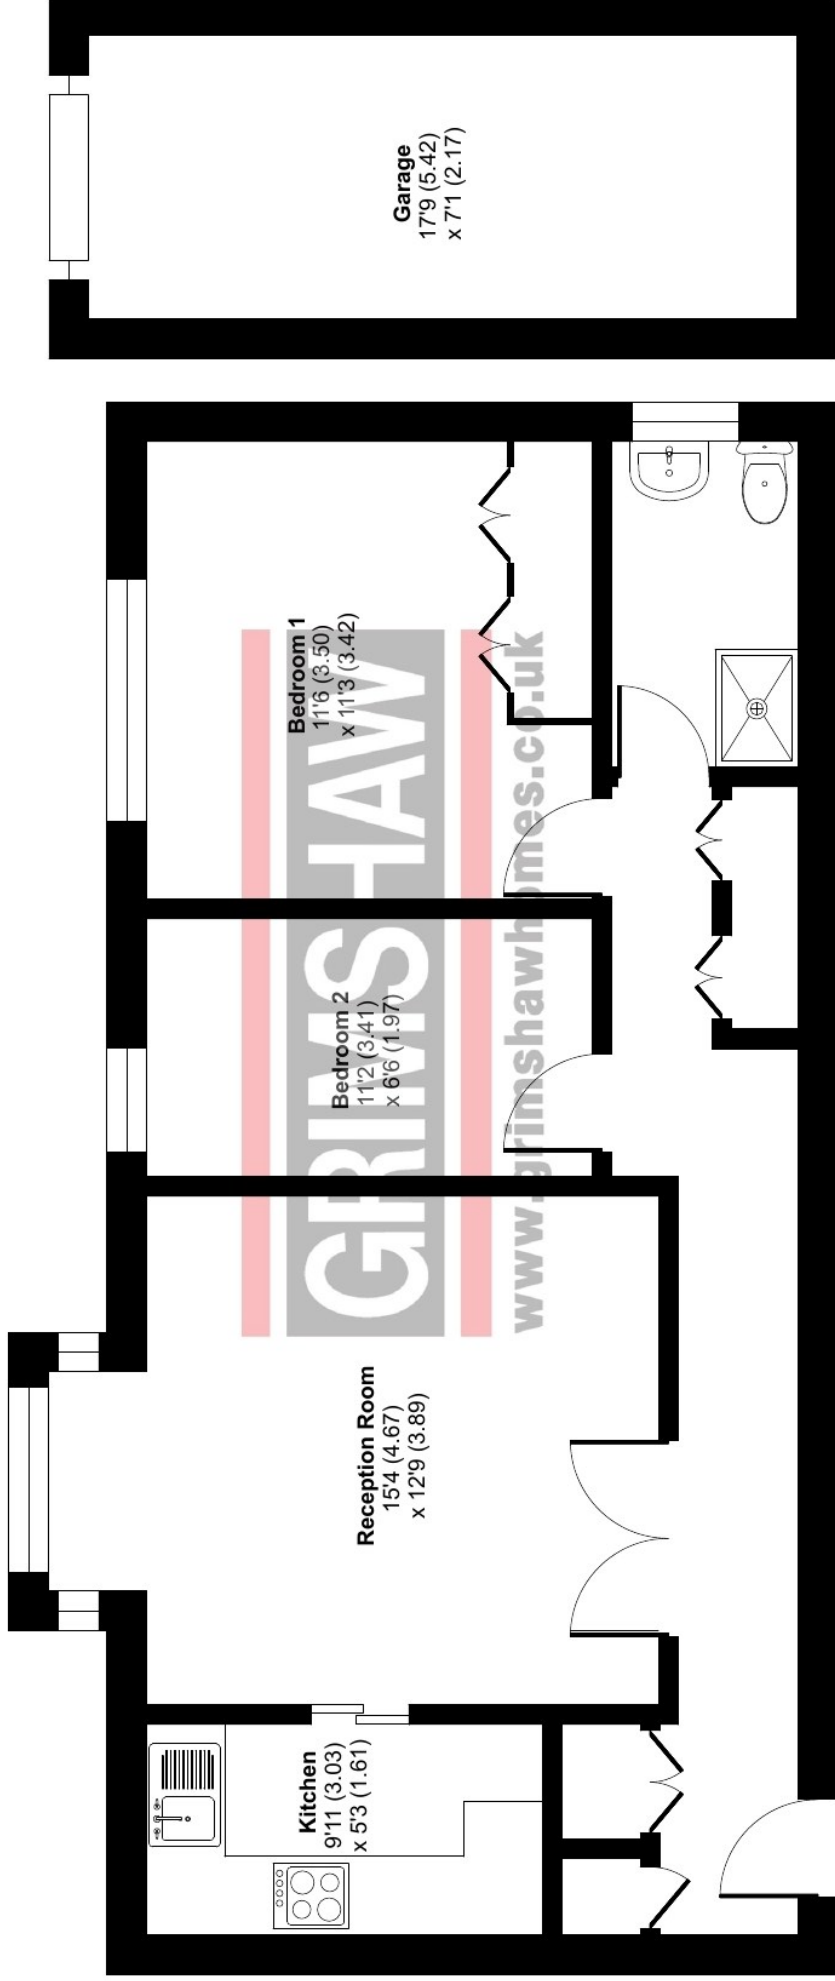 Garage
17'9 (5.42)
x 7'1 (2.17)
Bedroom 1
11'6 (3.50)
x 11'3 (3.42)
Bedroom 2
11'2 (3.41)
x 6'6 (1.97)
Reception Room
15'4 (4.67)
x 12'9 (3.89)
Kitchen
9'11 (3.03)
x 5'3 (1.61)
GRIMSHAW
www.grimshawhomes.co.uk